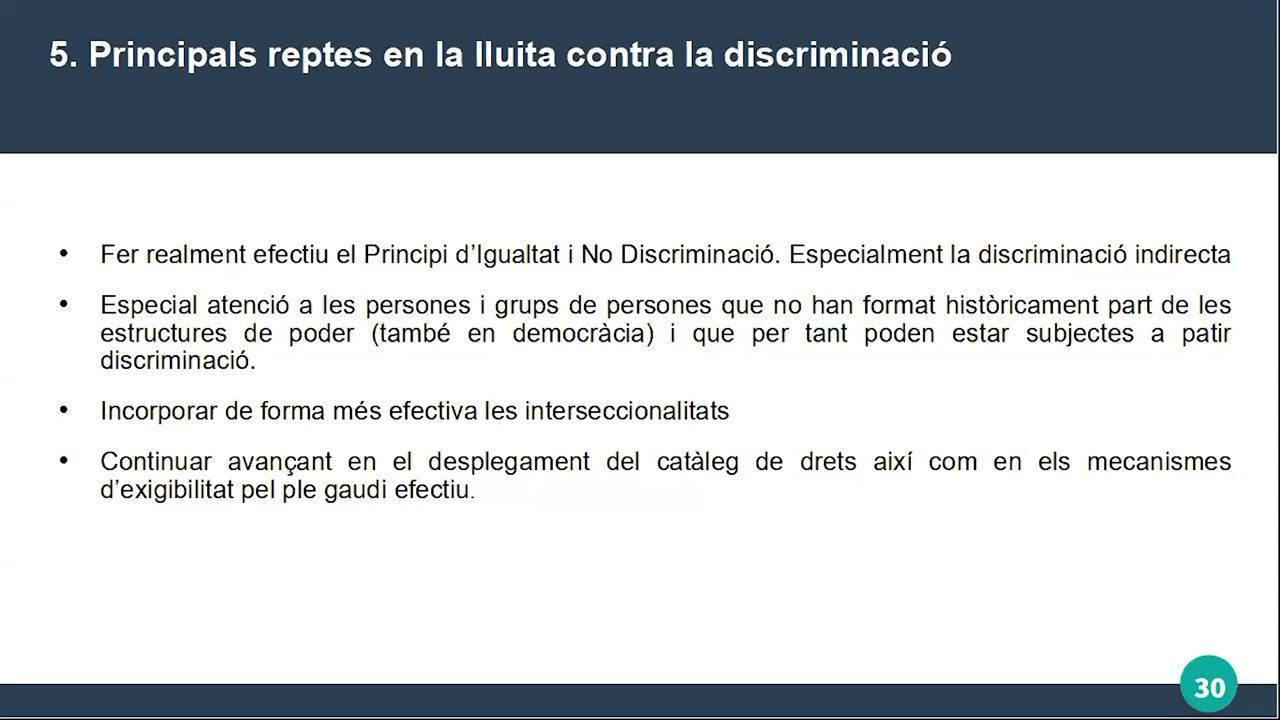 5. Principals reptes en la lluita contra la discriminació
• Fer realment efectiu el Principi d’Igualtat i No Discriminació. Especialment la discriminació indirecta
• Especial atenció a les persones i grups de persones que no han format històricament part de les
estructures de poder (també en democràcia) i que per tant poden estar subjectes a patir
discriminació.
• Incorporar de forma més efectiva les interseccionalitats
• Continuar avançant en el desplegament del catàleg de drets així com en els mecanismes
d’exigibilitat pel ple gaudi efectiu.
30